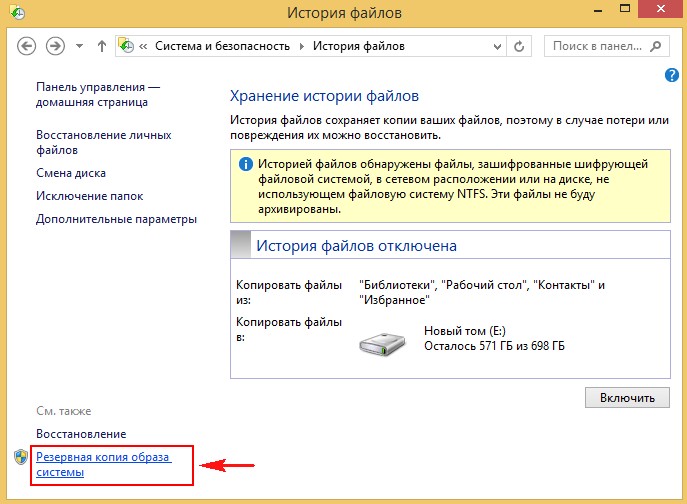 История файлов
Система и безопасность
История файлов
Поиск в панел...
Панель управления —
домашняя страница
Восстановление личных
файлов
Смена диска
Исключение папок
Дополнительные параметры
Хранение истории файлов
История файлов сохраняет копии ваших файлов, поэтому в случае потери или
повреждения их можно восстановить.
Историей файлов обнаружены файлы, зашифрованные шифрующей
файловой системой, в сетевом расположении или на диске, не
использующем файловую систему NTFS. Эти файлы не буду
архивированы.
История файлов отключена
Копировать файлы
из:
"Библиотеки", "Рабочий стол", "Контакты" и
"Избранное"
Копировать файлы
в:
Новый том (E:)
Осталось 571 ГБ из 698 ГБ
Включить
См. также
Восстановление
Резервная копия образа
системы